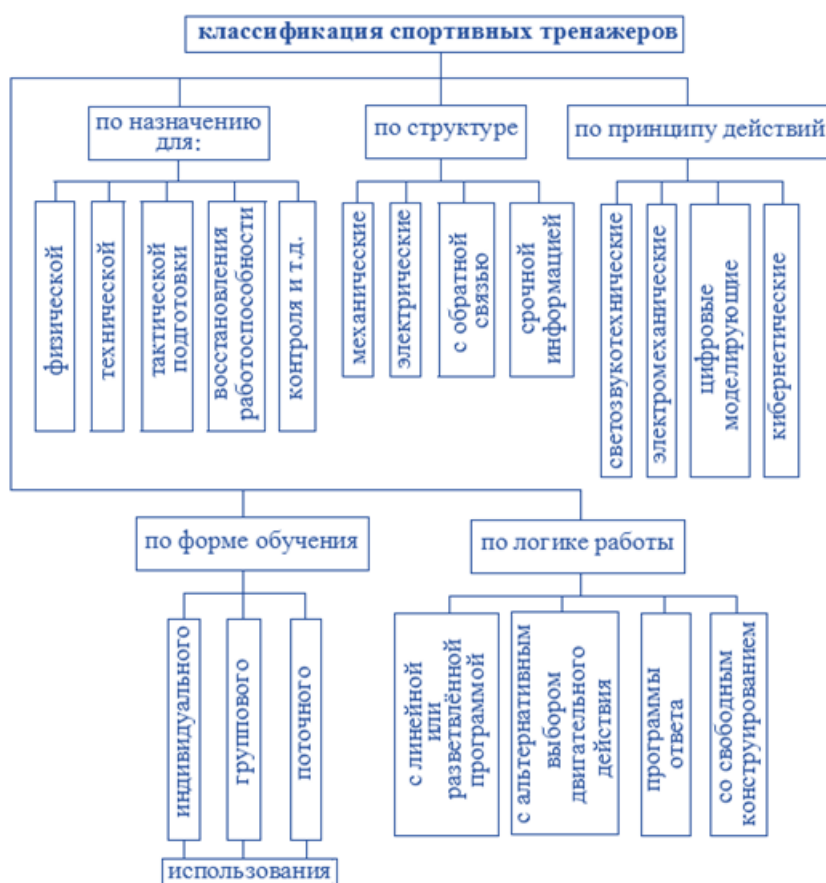 классификация спортивных тренажеров
по назначению
для:
по структуре
по принципу действий
физической
технической
тактической
подготовки
восстановления
работоспособности
контроля и т.д.
механические
электрические
с обратной
связью
срочной
информацией
светозвукотехнические
электромеханические
цифровые
моделирующие
кибернетические
по форме обучения
по логике работы
индивидуального
группового
поточного
использования
с линейной
или
разветвлённой
программой
с альтернативным
выбором
двигательного
действия
программы
ответа
со свободным
конструированием